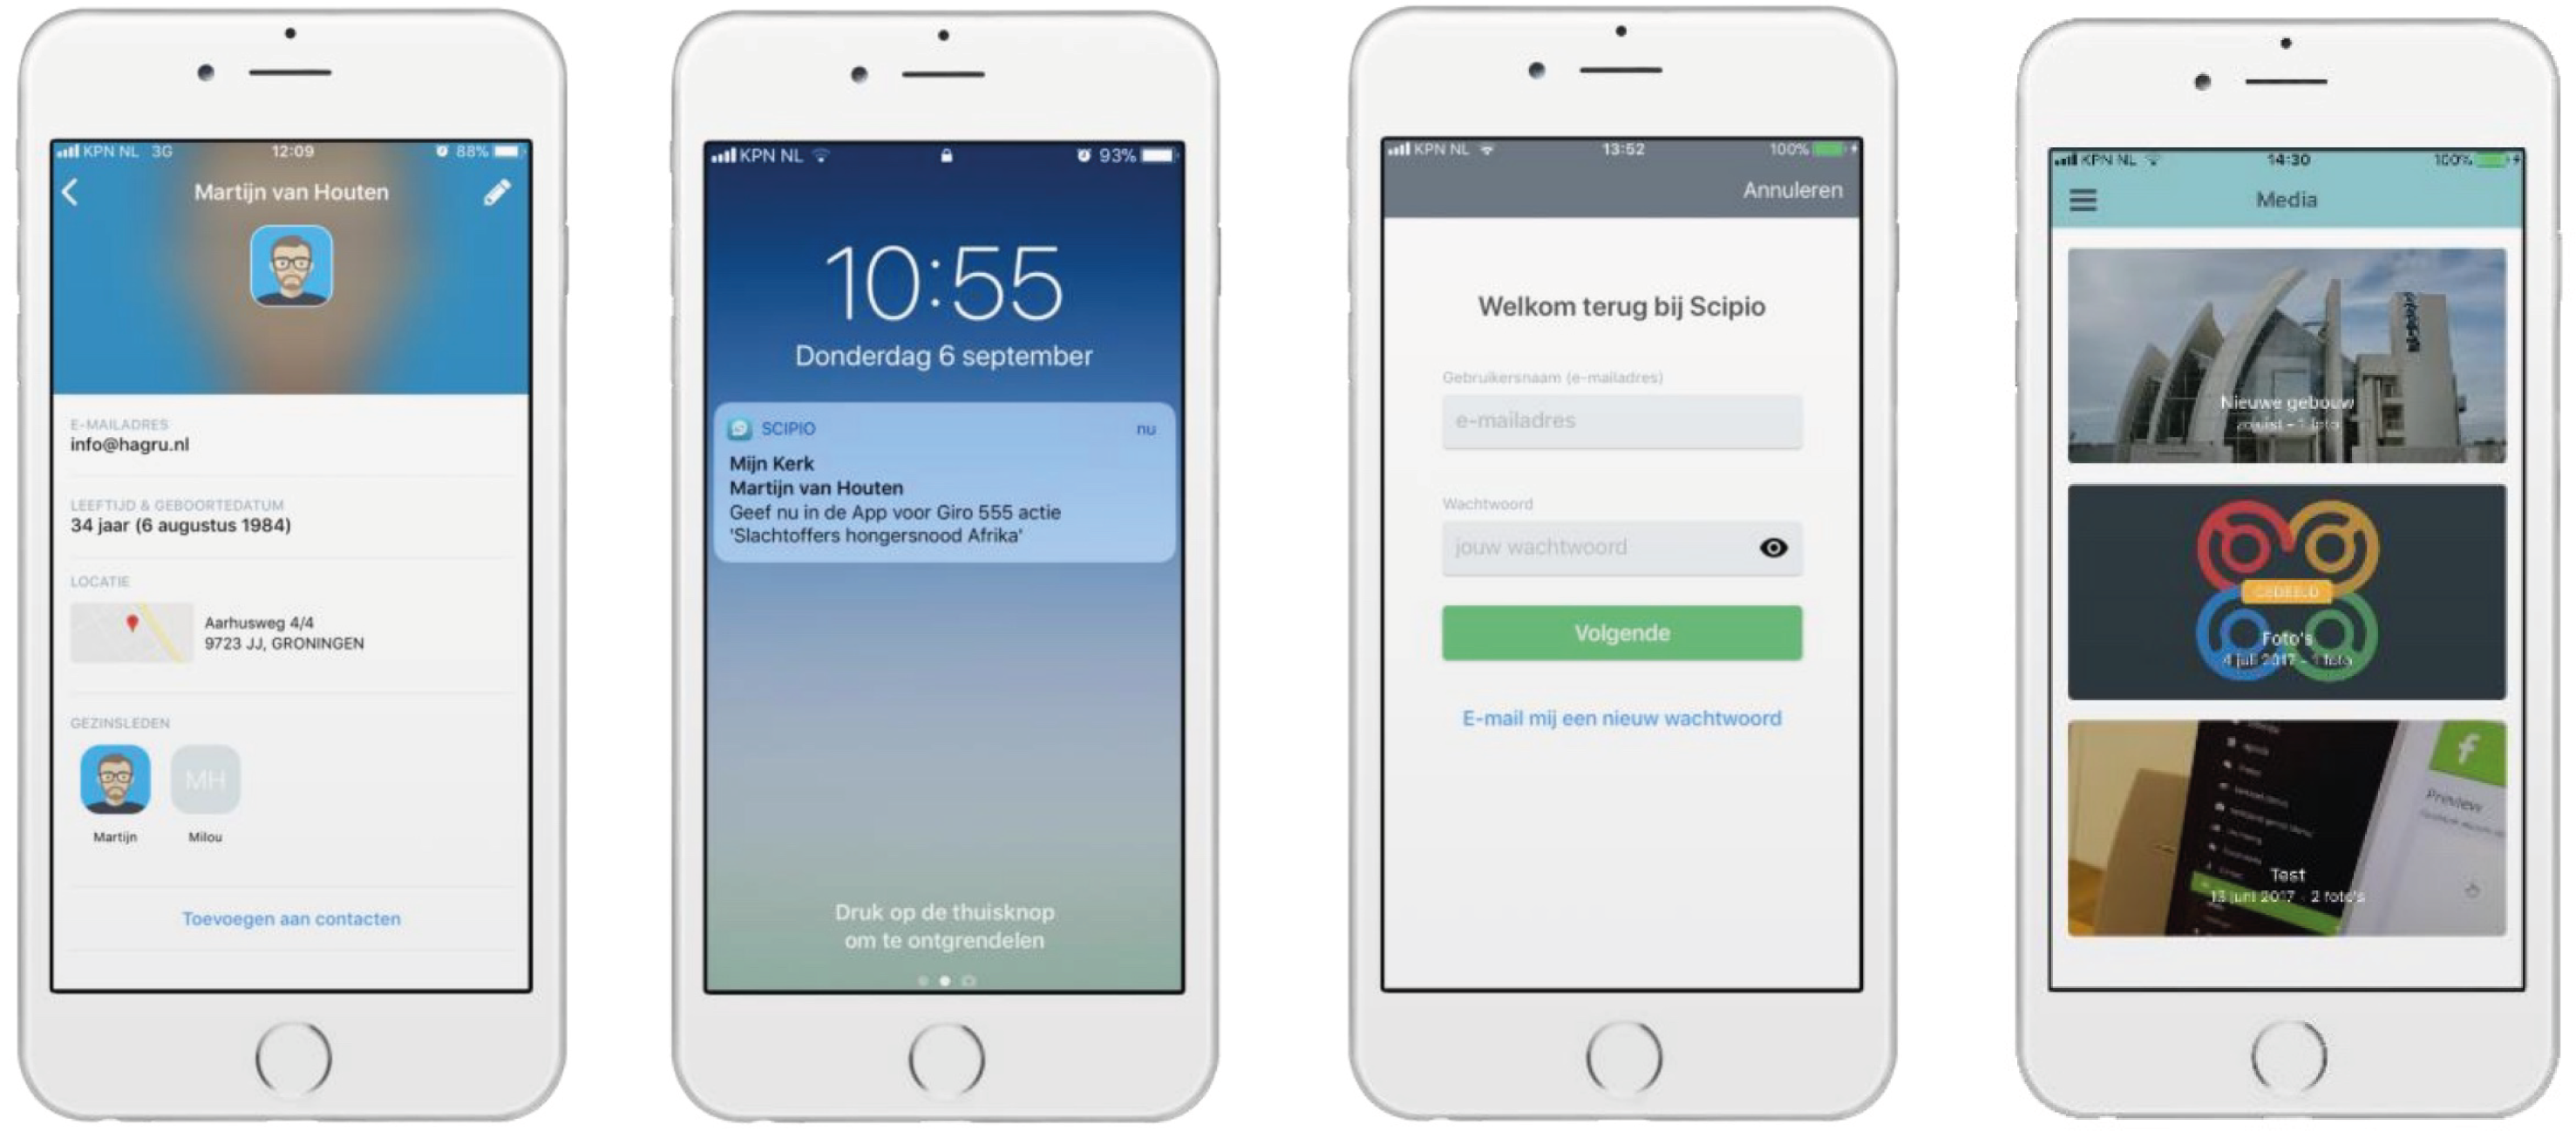 KPN NL 3G 12:09 88%
Martijn van Houten
E-MAILADRES
info@hagru.nl
LEEFTIJD & GEBOORTEDATUM
34 jaar (6 augustus 1984)
LOCATIE
Aarhusweg 4/4
9723 JJ, GRONINGEN
GEZINSLEDEN
MH
Martijn Milou
Toevoegen aan contacten
KPN NL 93%
10:55
Donderdag 6 september
SCIPIO nu
Mijn Kerk
Martijn van Houten
Geef nu in de App voor Giro 555 actie
'Slachtoffers hongersnood Afrika'
Druk op de thuisknop
om te ontgrendelen
KPN NL 13:52 100%
Annuleren
Welkom terug bij Scipio
Gebruikersnaam (e-mailadres)
e-mailadres
Wachtwoord
jouw wachtwoord
Volgende
E-mail mij een nieuw wachtwoord
KPN NL 14:30 100%
Media
Nieuwe gebouw
1 foto
GEDEELD
Foto's
4 juli 2017 - 1 foto
Preview
Test
13 juni 2017 - 2 foto's